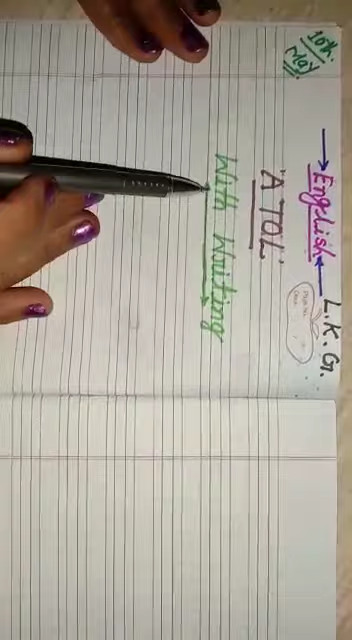 10th May
L.K.G.
→ English ←
"A TO L"
With Writing